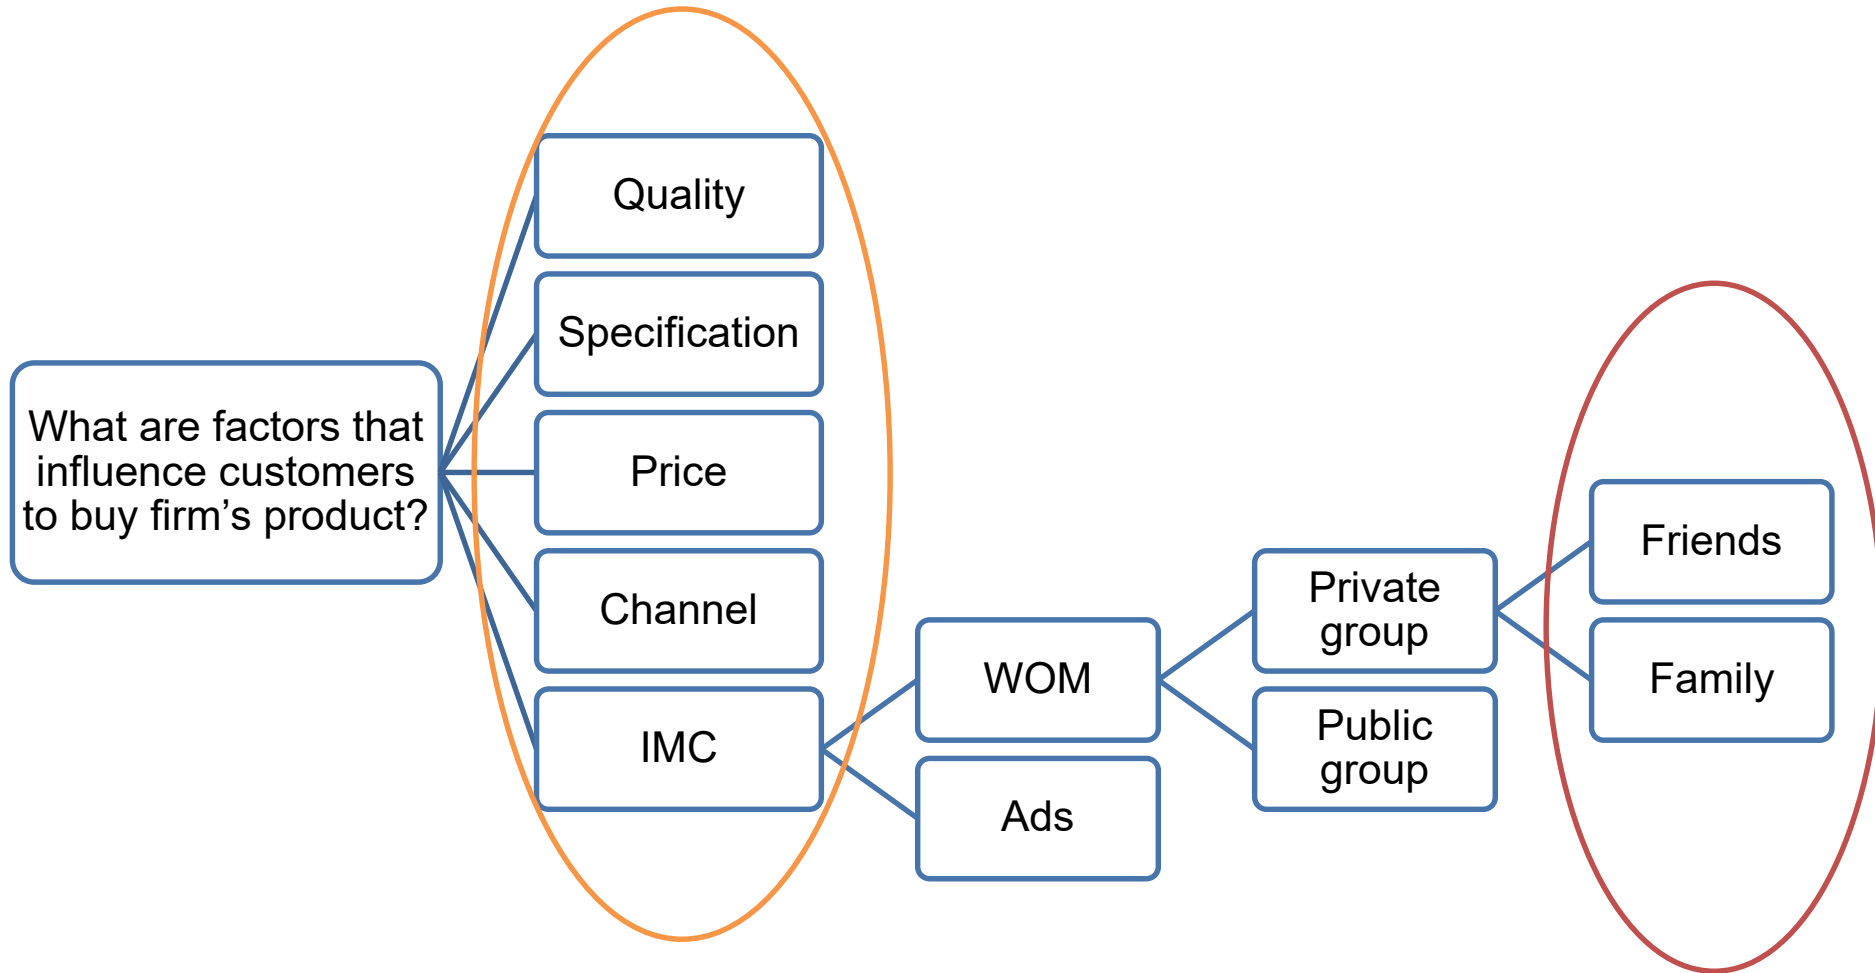 What are factors that
influence customers
to buy firm’s product?
Quality
Specification
Price
Channel
IMC
WOM
Ads
Private
group
Public
group
Friends
Family